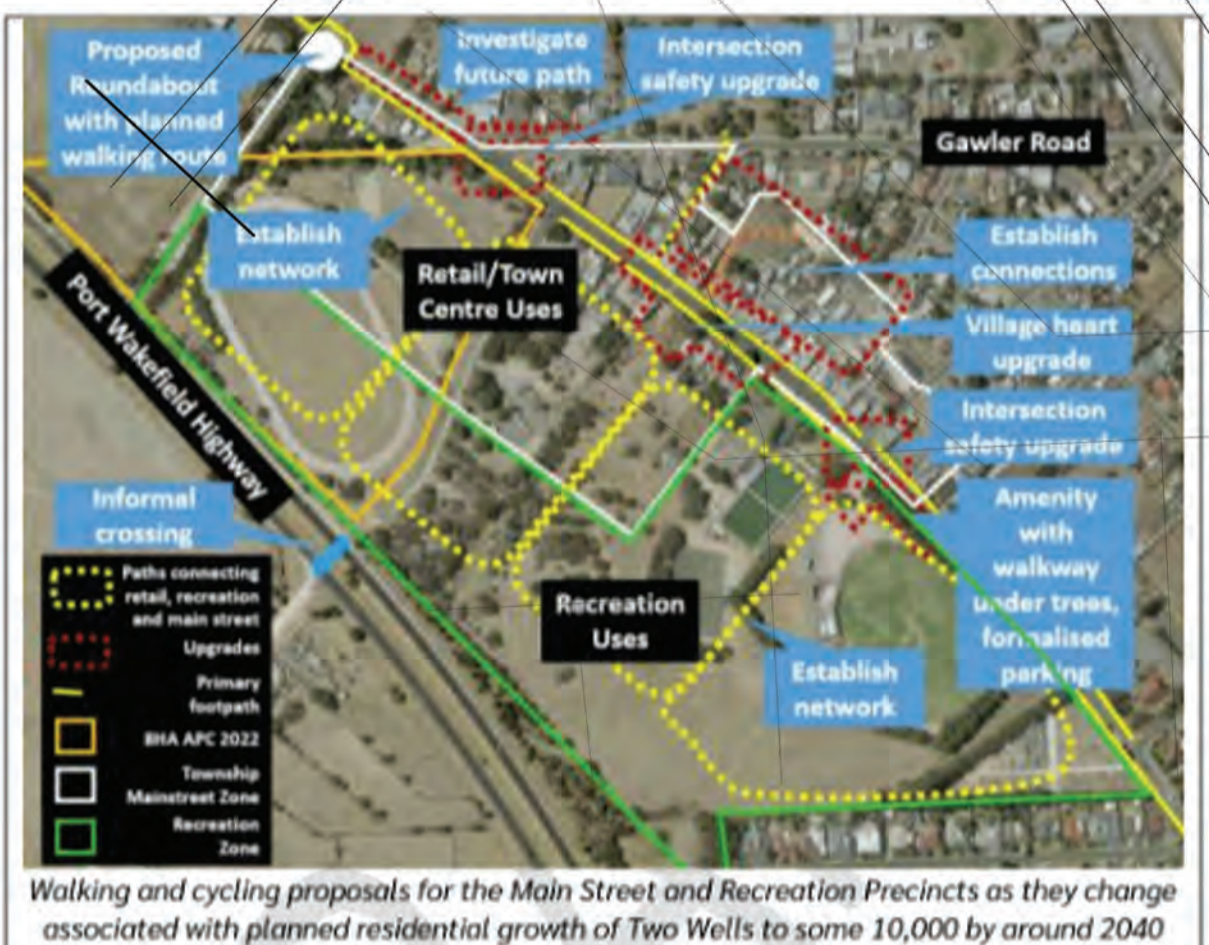 Proposed
Roundabout
with planned
walking route
Investigate
future path
Intersection
safety upgrade
Gawler Road
Establish
network
Retail/Town
Centre Uses
Establish
connections
Village heart
upgrade
Intersection
safety upgrade
Port Wakefield Highway
Informal
crossing
Amenity
with
walkway
under trees,
formalised
parking
Recreation
Uses
Establish
network
Paths connecting
retail, recreation
and main street
Upgrades
Primary
footpath
BHA APC 2022
Township
Mainstreet Zone
Recreation
Zone
Walking and cycling proposals for the Main Street and Recreation Precincts as they change
associated with planned residential growth of Two Wells to some 10,000 by around 2040